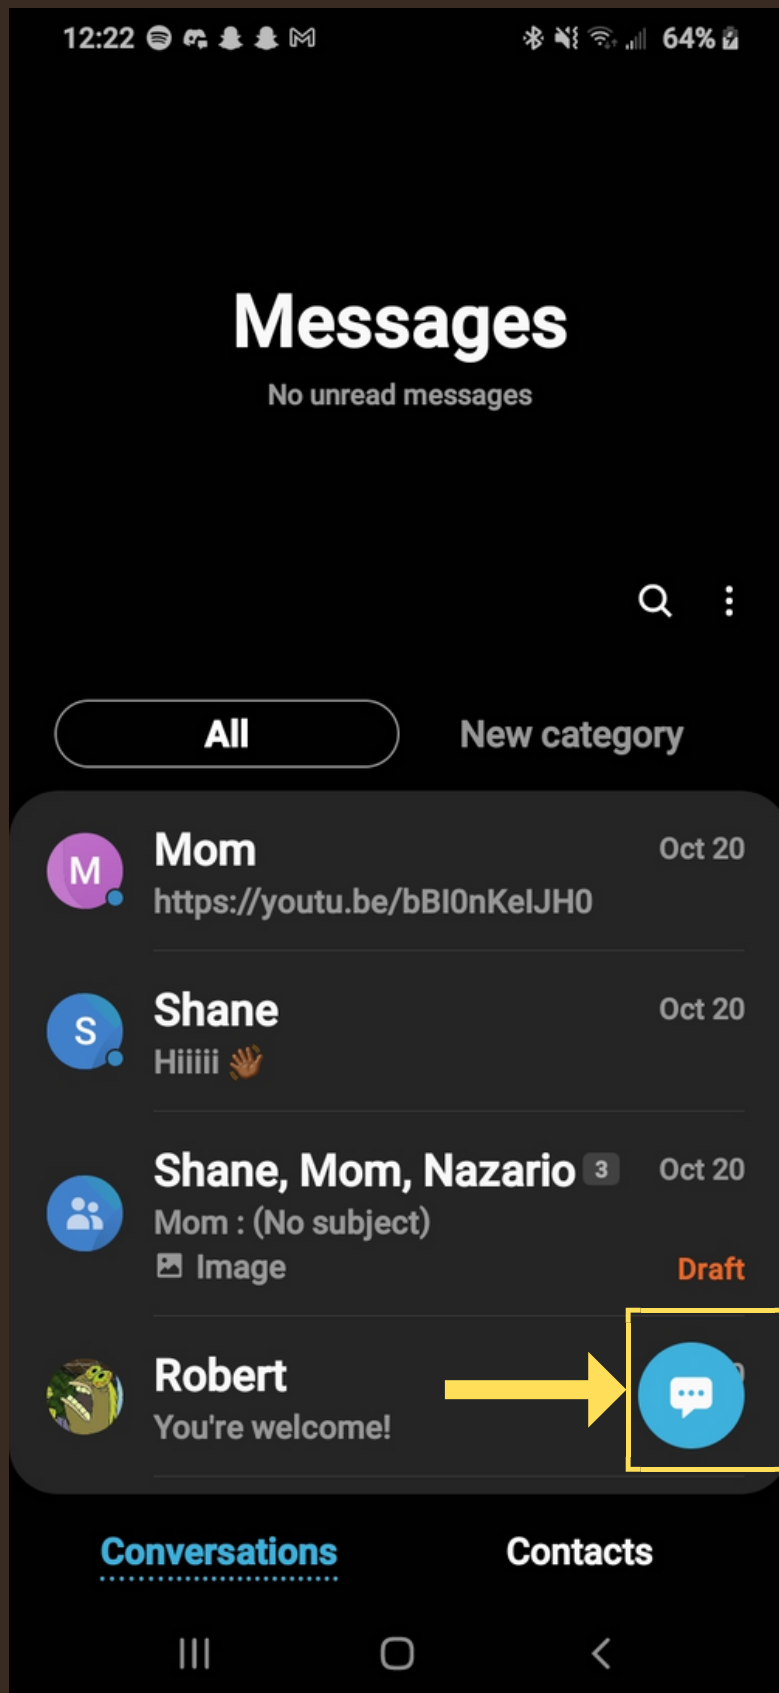 12:22 64%
Messages
No unread messages
All New category
M Mom Oct 20
https://youtu.be/bBI0nKeIJH0
S Shane Oct 20
Hiiiii 👋🏾
Shane, Mom, Nazario 3 Oct 20
Mom : (No subject)
Image Draft
Robert
You're welcome!
Conversations Contacts